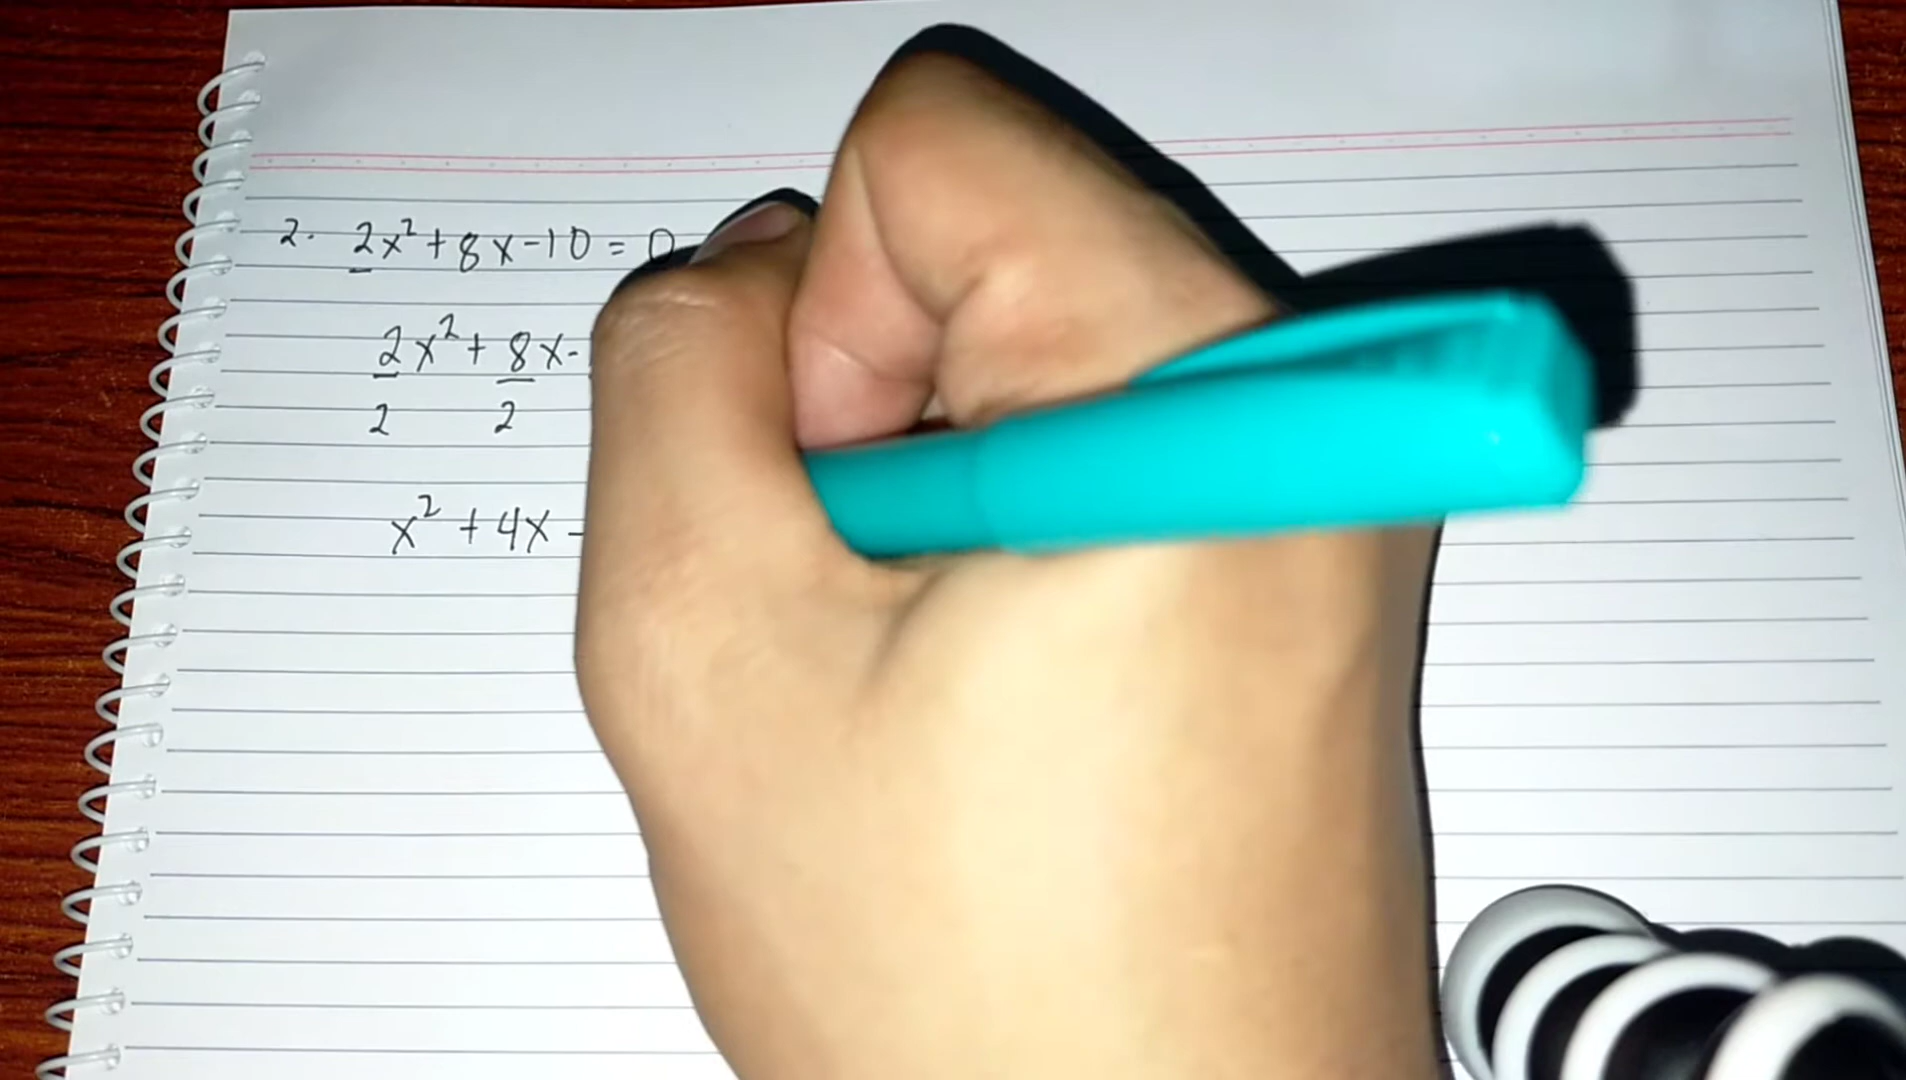 2. 2x² + 8x - 10 = 0
2x² + 8x -
2 2
x² + 4x -